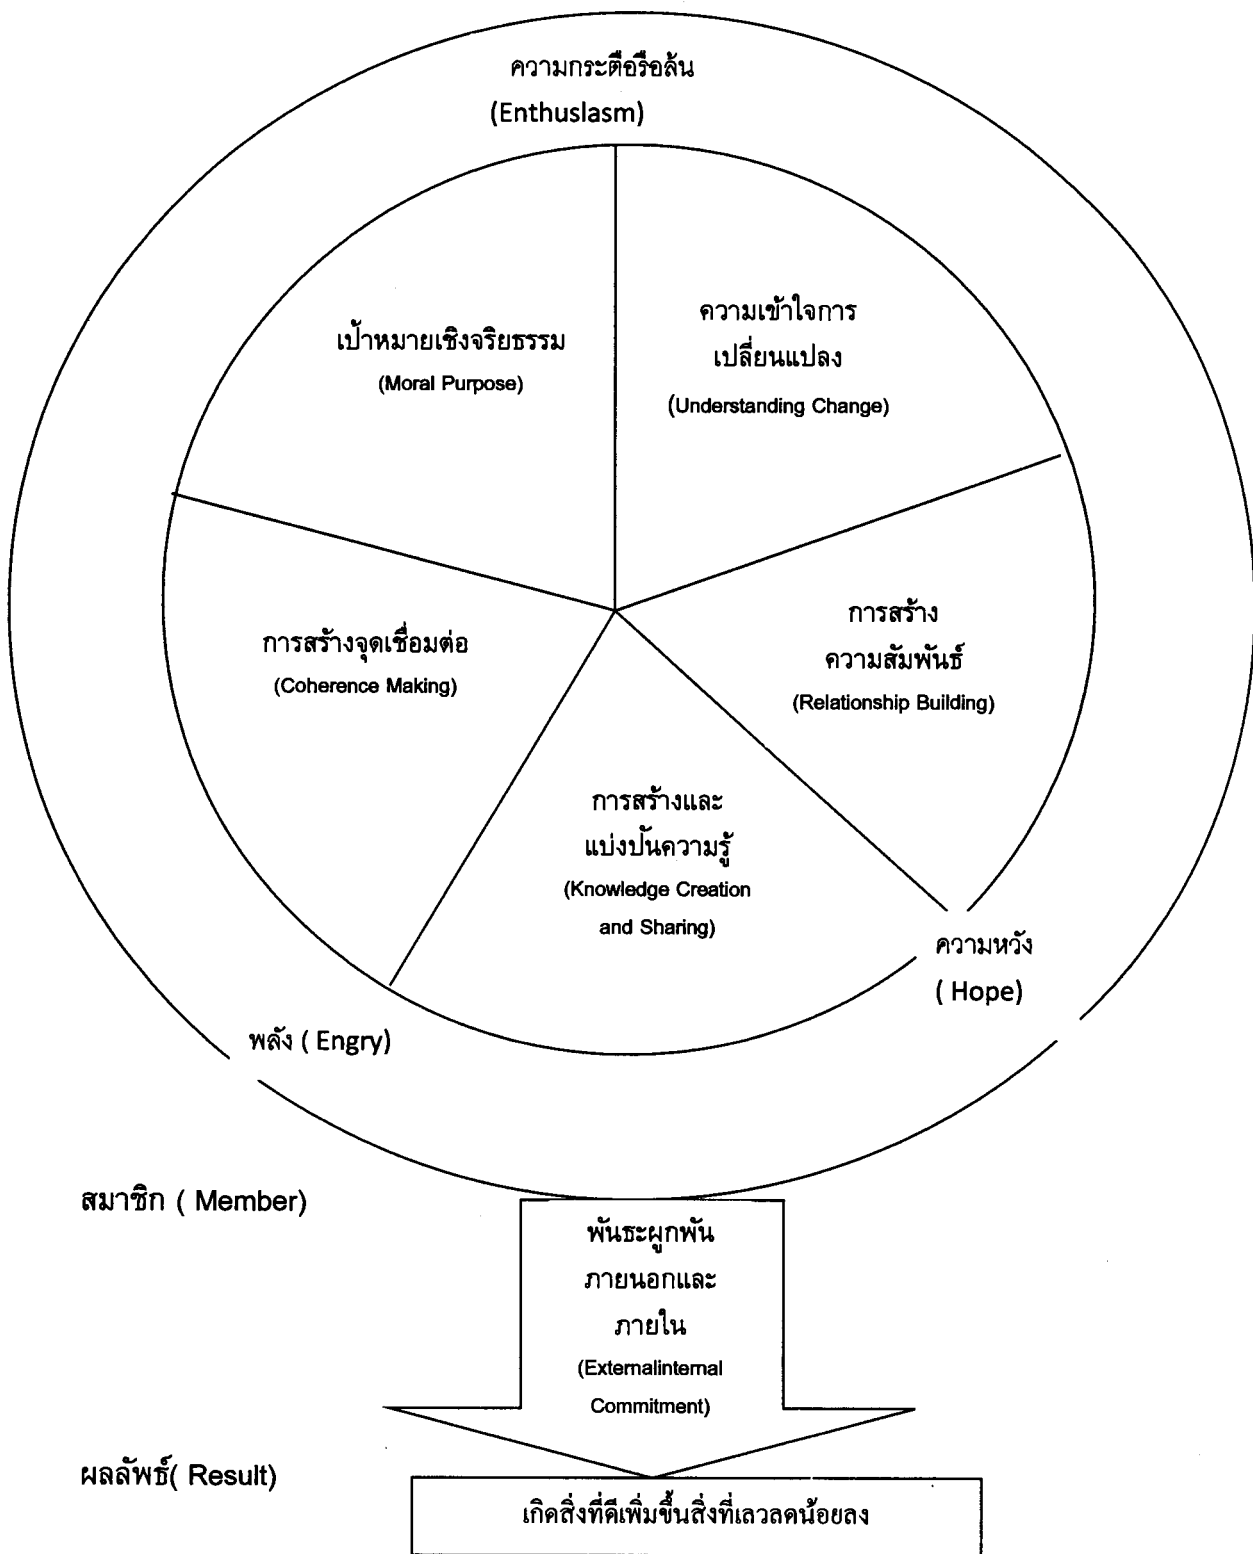 ความกระตือรือล้น
(Enthuslasm)
เป้าหมายเชิงจริยธรรม
(Moral Purpose)
ความเข้าใจการ
เปลี่ยนแปลง
(Understanding Change)
การสร้างจุดเชื่อมต่อ
(Coherence Making)
การสร้าง
ความสัมพันธ์
(Relationship Building)
การสร้างและ
แบ่งปันความรู้
(Knowledge Creation
and Sharing)
ความหวัง
( Hope)
พลัง ( Engry)
สมาชิก ( Member)
พันธะผูกพัน
ภายนอกและ
ภายใน
(Externalinternal
Commitment)
ผลลัพธ์( Result)
เกิดสิ่งที่ดีเพิ่มขึ้นสิ่งที่เลวลดน้อยลง